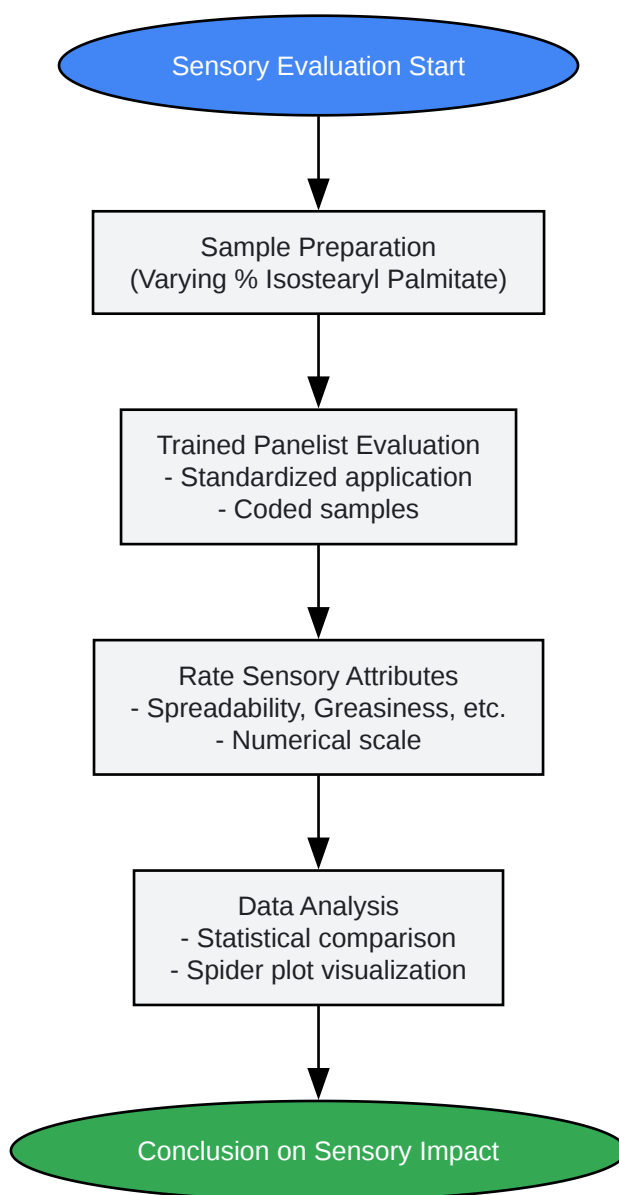 Sensory Evaluation Start
Sample Preparation
(Varying % Isostearyl Palmitate)
Trained Panelist Evaluation
- Standardized application
- Coded samples
Rate Sensory Attributes
- Spreadability, Greasiness, etc.
- Numerical scale
Data Analysis
- Statistical comparison
- Spider plot visualization
Conclusion on Sensory Impact